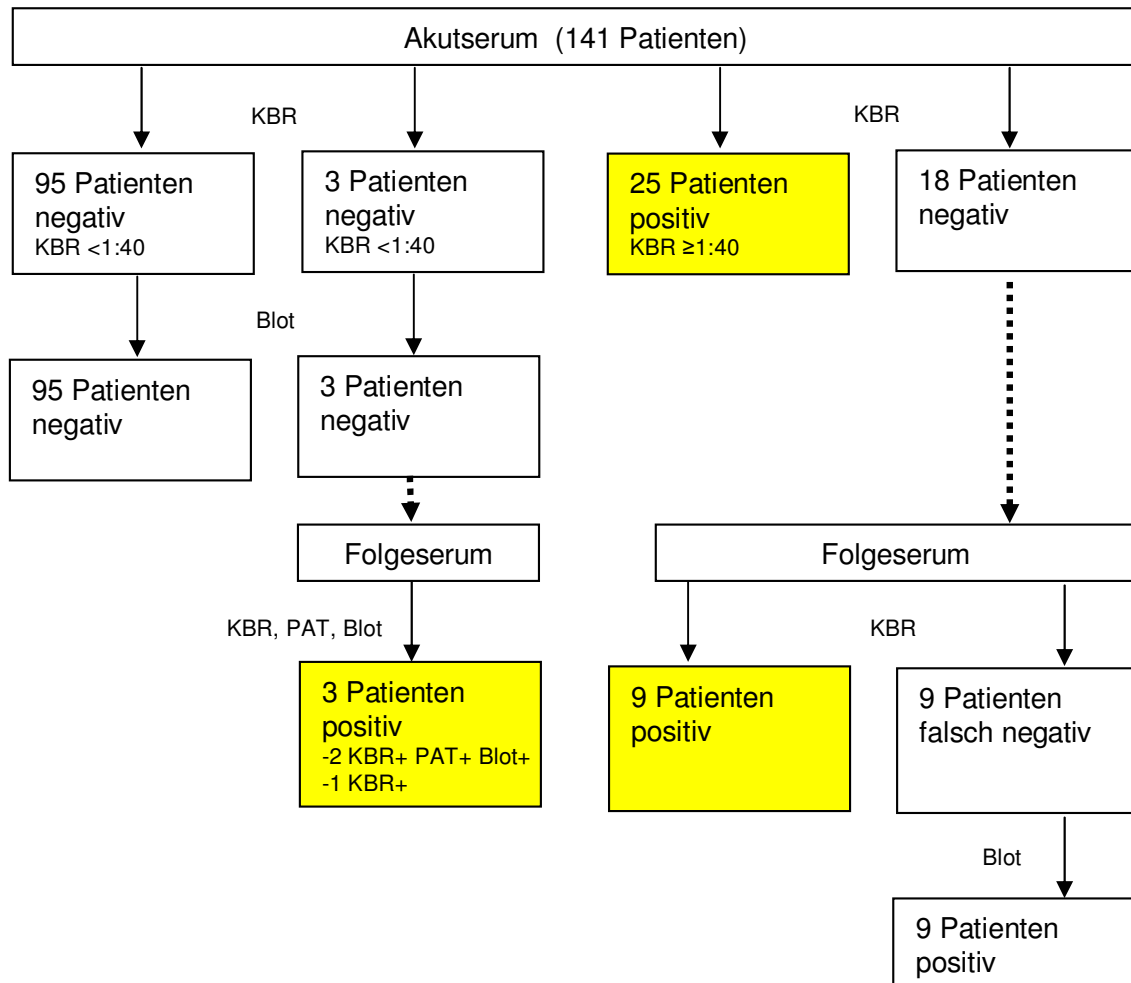 Akutserum (141 Patienten)
KBR
KBR
95 Patienten
negativ
KBR <1:40
3 Patienten
negativ
KBR <1:40
25 Patienten
positiv
KBR ≥1:40
18 Patienten
negativ
Blot
95 Patienten
negativ
3 Patienten
negativ
Folgeserum
Folgeserum
KBR, PAT, Blot
KBR
3 Patienten
positiv
-2 KBR+ PAT+ Blot+
-1 KBR+
9 Patienten
positiv
9 Patienten
falsch negativ
Blot
9 Patienten
positiv